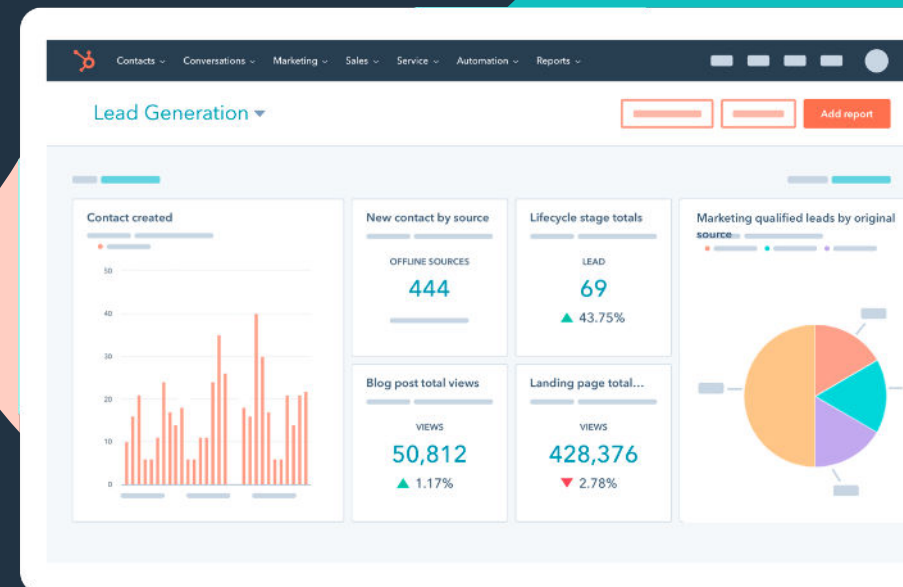 Contacts Conversations Marketing Sales Service Automation Reports
Lead Generation
Add report
Contact created
50
40
30
20
10
0
New contact by source
OFFLINE SOURCES
444
Lifecycle stage totals
LEAD
69
43.75%
Blog post total views
VIEWS
50,812
1.17%
Landing page total...
VIEWS
428,376
2.78%
Marketing qualified leads by original
source